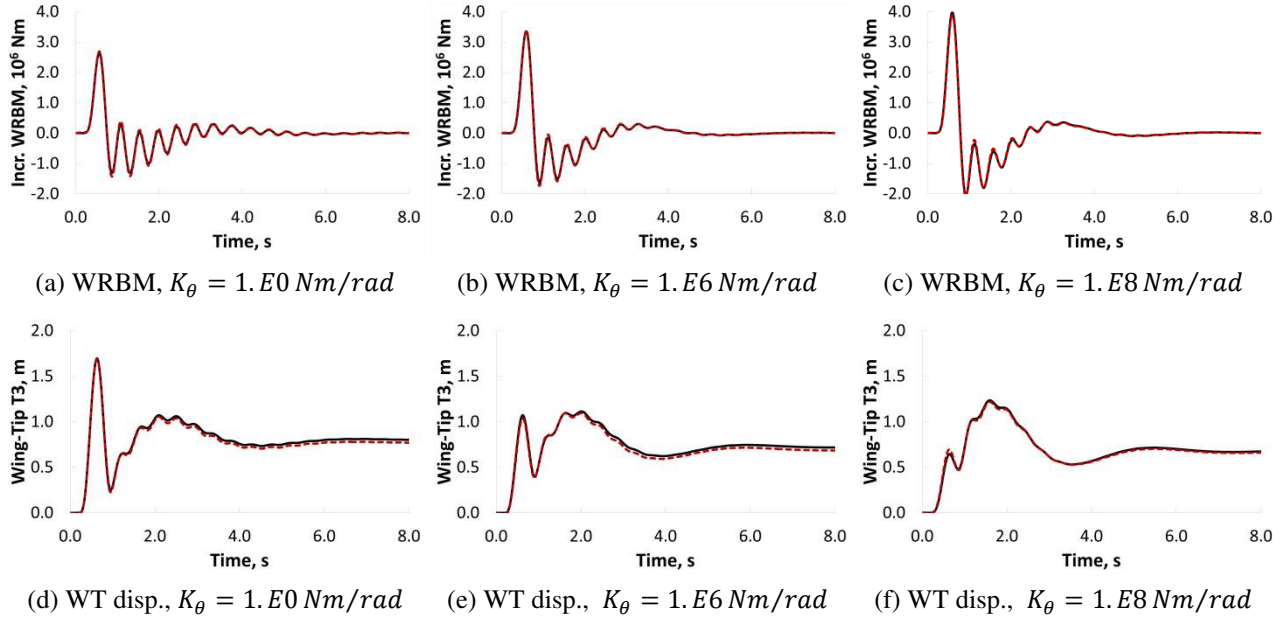 4.0
3.0
2.0
1.0
0.0
-1.0
-2.0
Incr. WRBM, 10⁶ Nm
0.0 2.0 4.0 6.0 8.0
Time, s
(a) WRBM, K_θ = 1.E0 Nm/rad
4.0
3.0
2.0
1.0
0.0
-1.0
-2.0
Incr. WRBM, 10⁶ Nm
0.0 2.0 4.0 6.0 8.0
Time, s
(b) WRBM, K_θ = 1.E6 Nm/rad
4.0
3.0
2.0
1.0
0.0
-1.0
-2.0
Incr. WRBM, 10⁶ Nm
0.0 2.0 4.0 6.0 8.0
Time, s
(c) WRBM, K_θ = 1.E8 Nm/rad
2.0
1.5
1.0
0.5
0.0
Wing-Tip T3, m
0.0 2.0 4.0 6.0 8.0
Time, s
(d) WT disp., K_θ = 1.E0 Nm/rad
2.0
1.5
1.0
0.5
0.0
Wing-Tip T3, m
0.0 2.0 4.0 6.0 8.0
Time, s
(e) WT disp., K_θ = 1.E6 Nm/rad
2.0
1.5
1.0
0.5
0.0
Wing-Tip T3, m
0.0 2.0 4.0 6.0 8.0
Time, s
(f) WT disp., K_θ = 1.E8 Nm/rad